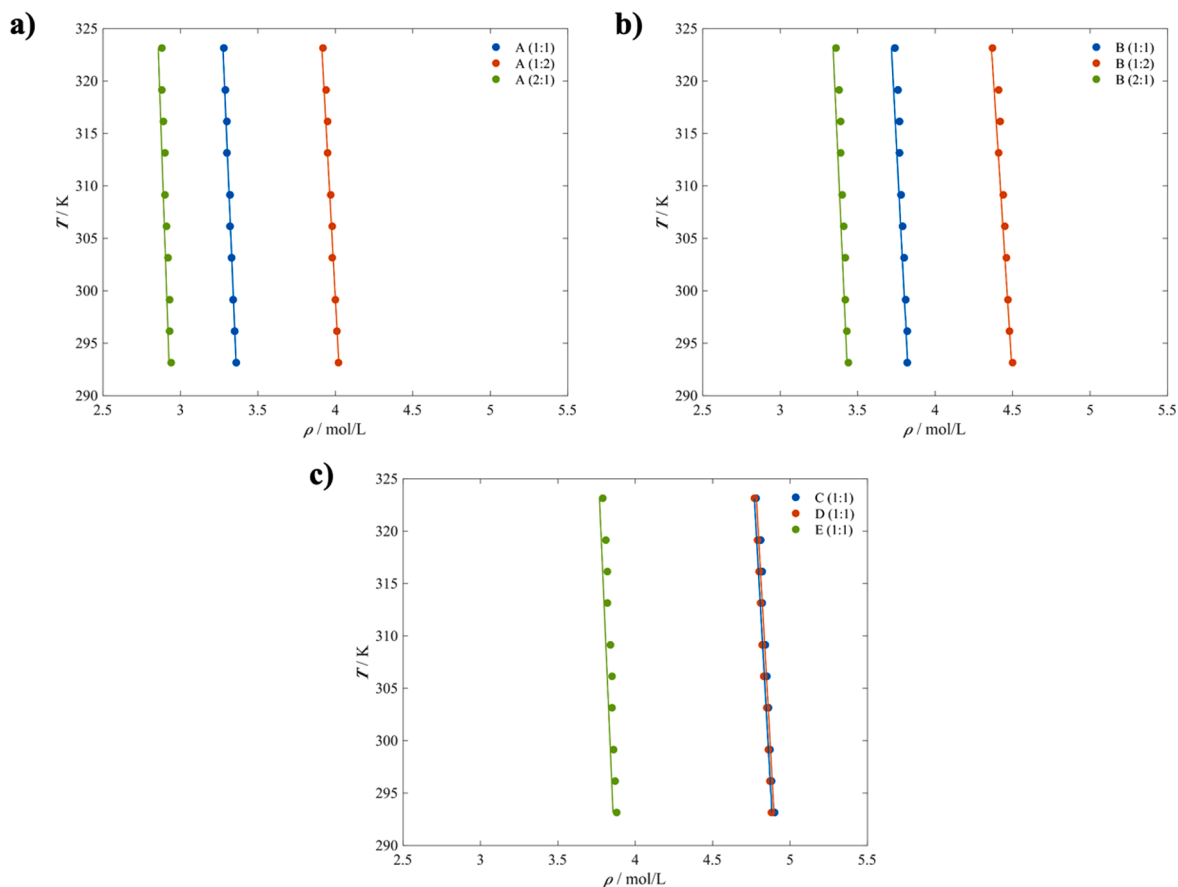 a)
325
320
315
310
305
300
295
290
T / K
2.5 3 3.5 4 4.5 5 5.5
ρ / mol/L
A (1:1)
A (1:2)
A (2:1)
b)
325
320
315
310
305
300
295
290
T / K
2.5 3 3.5 4 4.5 5 5.5
ρ / mol/L
B (1:1)
B (1:2)
B (2:1)
c)
325
320
315
310
305
300
295
290
T / K
2.5 3 3.5 4 4.5 5 5.5
ρ / mol/L
C (1:1)
D (1:1)
E (1:1)